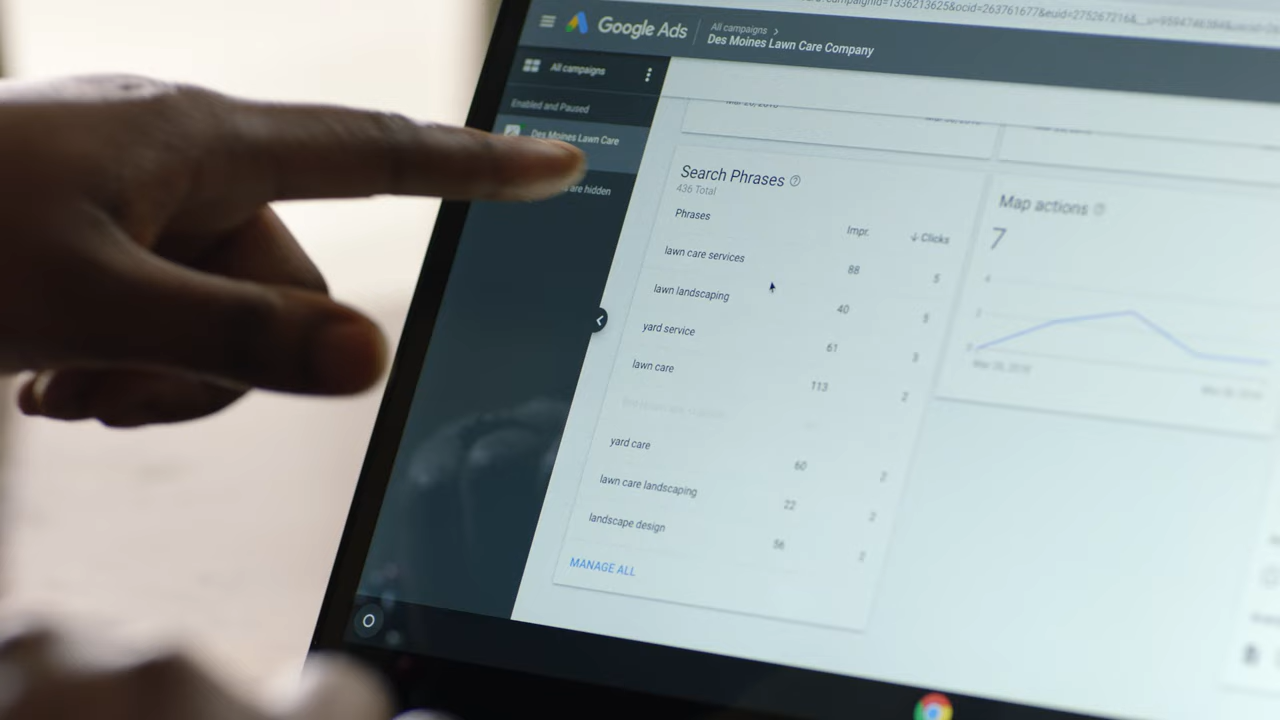 Google Ads
All campaigns >
Des Moines Lawn Care Company
All campaigns
Enabled and Paused
Des Moines Lawn Care
are hidden
Search Phrases
436 Total
Phrases Impr. Clicks
lawn care services 88 5
lawn landscaping 40 5
yard service 61 3
lawn care 113 2
yard care 60 2
lawn care landscaping 22 2
landscape design 56 2
MANAGE ALL
Map actions
7